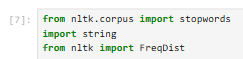 [7]: from nltk.corpus import stopwords
import string
from nltk import FreqDist